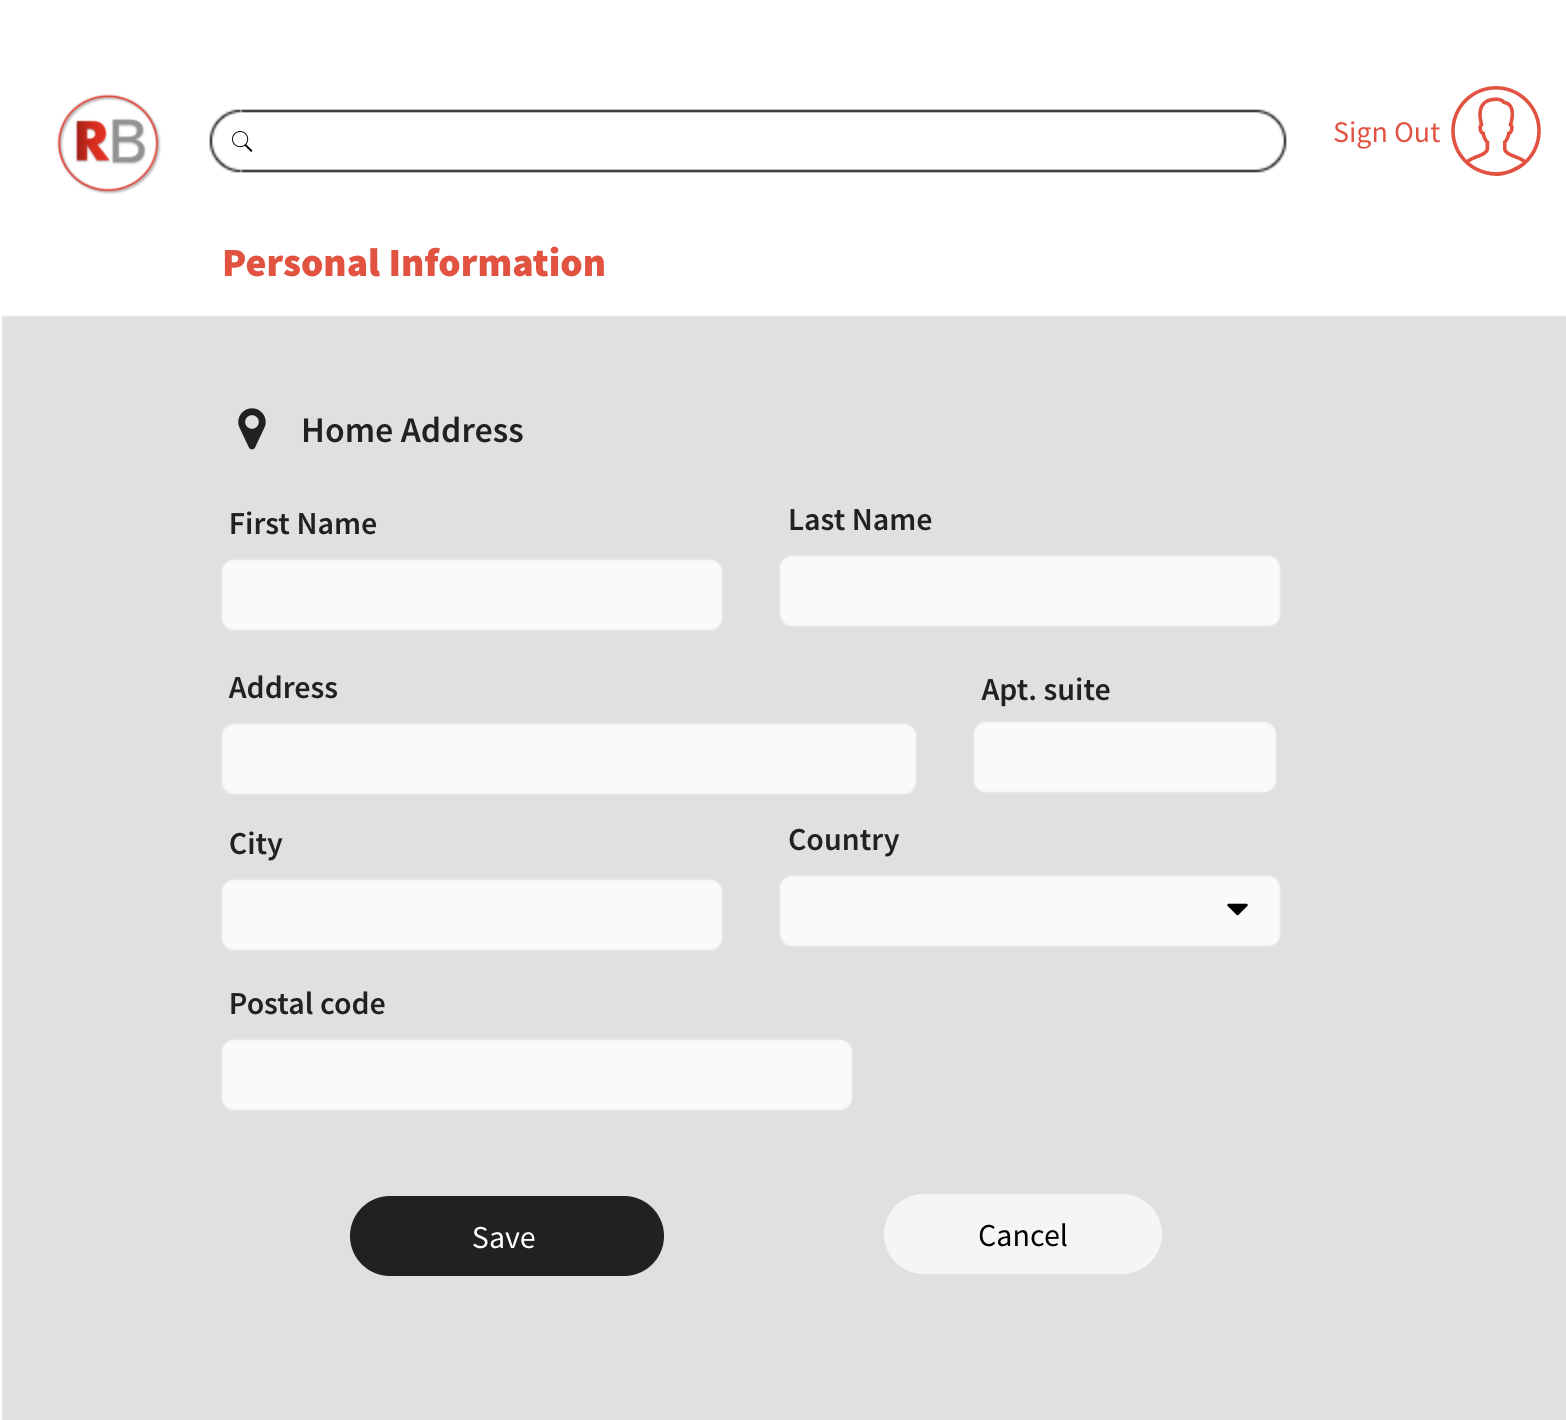 RB
Sign Out
Personal Information
Home Address
First Name
Last Name
Address
Apt. suite
City
Country
Postal code
Save
Cancel